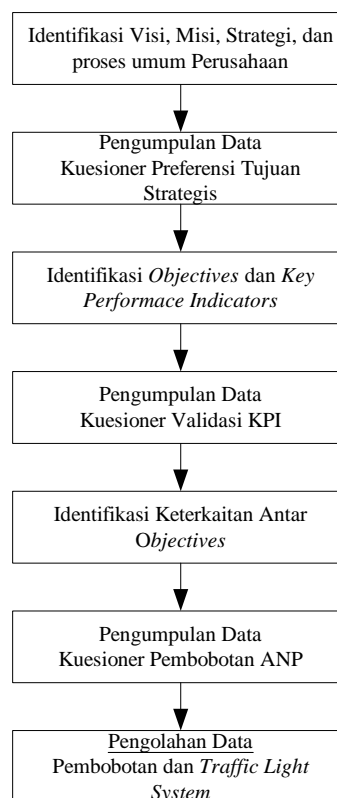 Identifikasi Visi, Misi, Strategi, dan
proses umum Perusahaan
Pengumpulan Data
Kuesioner Preferensi Tujuan
Strategis
Identifikasi Objectives dan Key
Performace Indicators
Pengumpulan Data
Kuesioner Validasi KPI
Identifikasi Keterkaitan Antar
Objectives
Pengumpulan Data
Kuesioner Pembobotan ANP
Pengolahan Data
Pembobotan dan Traffic Light
System